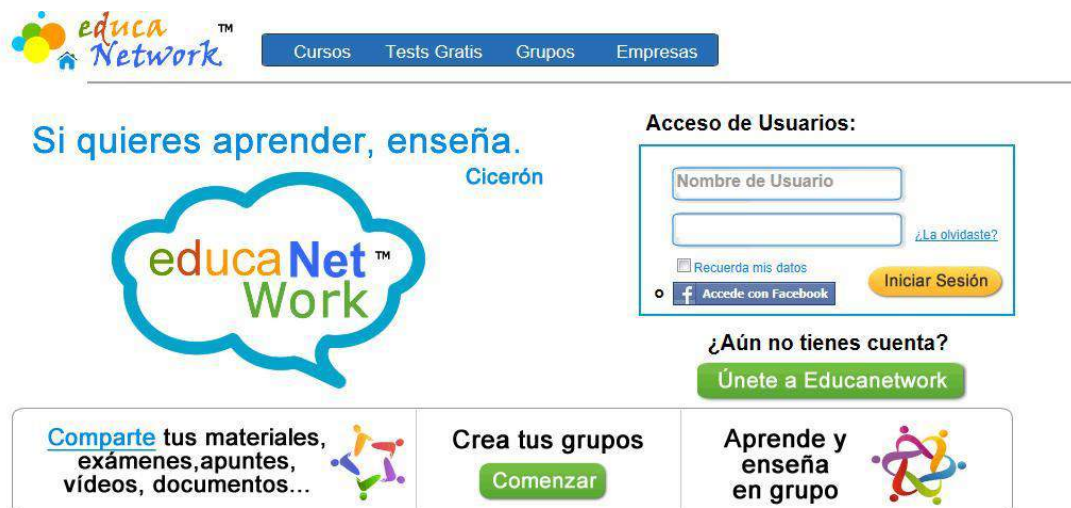 educa ™
Network
Cursos Tests Gratis Grupos Empresas
Si quieres aprender, enseña.
Cicerón
educaNet ™
Work
Acceso de Usuarios:
Nombre de Usuario
¿La olvidaste?
Recuerda mis datos
f Accede con Facebook
Iniciar Sesión
¿Aún no tienes cuenta?
Únete a Educanetwork
Comparte tus materiales,
exámenes,apuntes,
vídeos, documentos...
Crea tus grupos
Comenzar
Aprende y
enseña
en grupo